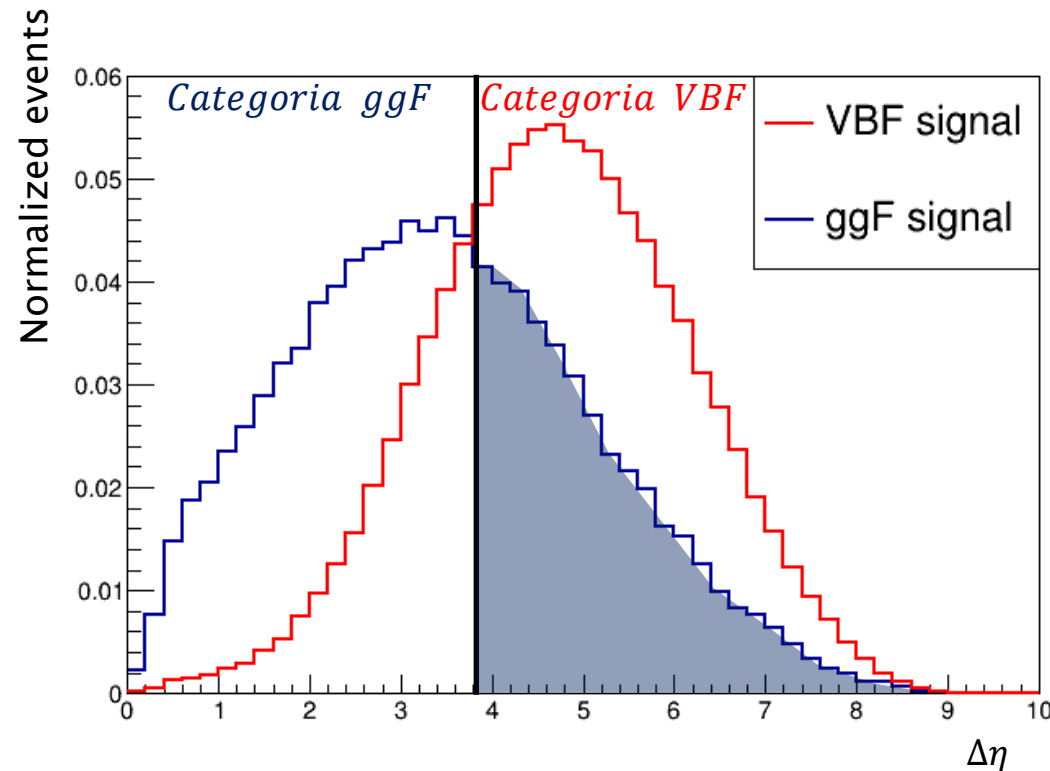 Normalized events
Categoria ggF
Categoria VBF
VBF signal
ggF signal
0.06
0.05
0.04
0.03
0.02
0.01
0
0 1 2 3 4 5 6 7 8 9 10
Δη